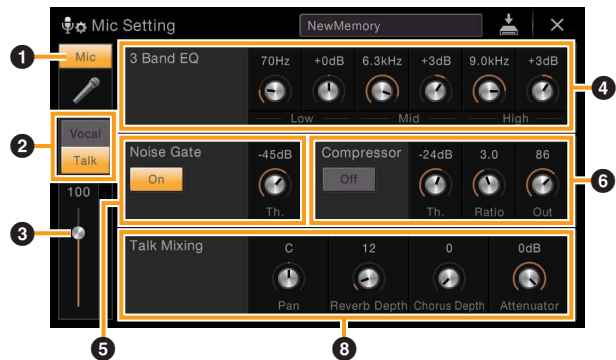 Mic Setting NewMemory
1 Mic
3 Band EQ 70Hz +0dB 6.3kHz +3dB 9.0kHz +3dB
4
Low Mid High
2 Vocal
Talk
Noise Gate -45dB
On
Th.
Compressor -24dB 3.0 86
Off
Th. Ratio Out
6
100
3
Talk Mixing C 12 0 0dB
Pan Reverb Depth Chorus Depth Attenuator
5 8